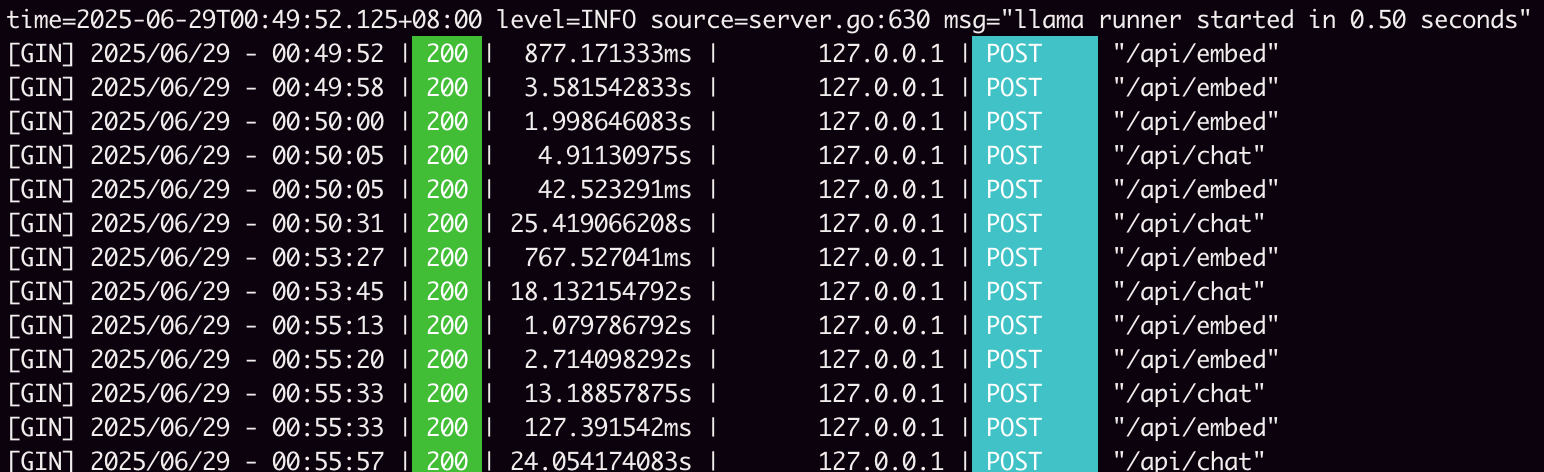 time=2025-06-29T00:49:52.125+08:00 level=INFO source=server.go:630 msg="llama runner started in 0.50 seconds"
[GIN] 2025/06/29 - 00:49:52 | 200 | 877.171333ms | 127.0.0.1 | POST "/api/embed"
[GIN] 2025/06/29 - 00:49:58 | 200 | 3.581542833s | 127.0.0.1 | POST "/api/embed"
[GIN] 2025/06/29 - 00:50:00 | 200 | 1.998646083s | 127.0.0.1 | POST "/api/embed"
[GIN] 2025/06/29 - 00:50:05 | 200 | 4.91130975s | 127.0.0.1 | POST "/api/chat"
[GIN] 2025/06/29 - 00:50:05 | 200 | 42.523291ms | 127.0.0.1 | POST "/api/embed"
[GIN] 2025/06/29 - 00:50:31 | 200 | 25.419066208s | 127.0.0.1 | POST "/api/chat"
[GIN] 2025/06/29 - 00:53:27 | 200 | 767.527041ms | 127.0.0.1 | POST "/api/embed"
[GIN] 2025/06/29 - 00:53:45 | 200 | 18.132154792s | 127.0.0.1 | POST "/api/chat"
[GIN] 2025/06/29 - 00:55:13 | 200 | 1.079786792s | 127.0.0.1 | POST "/api/embed"
[GIN] 2025/06/29 - 00:55:20 | 200 | 2.714098292s | 127.0.0.1 | POST "/api/embed"
[GIN] 2025/06/29 - 00:55:33 | 200 | 13.18857875s | 127.0.0.1 | POST "/api/chat"
[GIN] 2025/06/29 - 00:55:33 | 200 | 127.391542ms | 127.0.0.1 | POST "/api/embed"
[GIN] 2025/06/29 - 00:55:57 | 200 | 24.054174083s | 127.0.0.1 | POST "/api/chat"